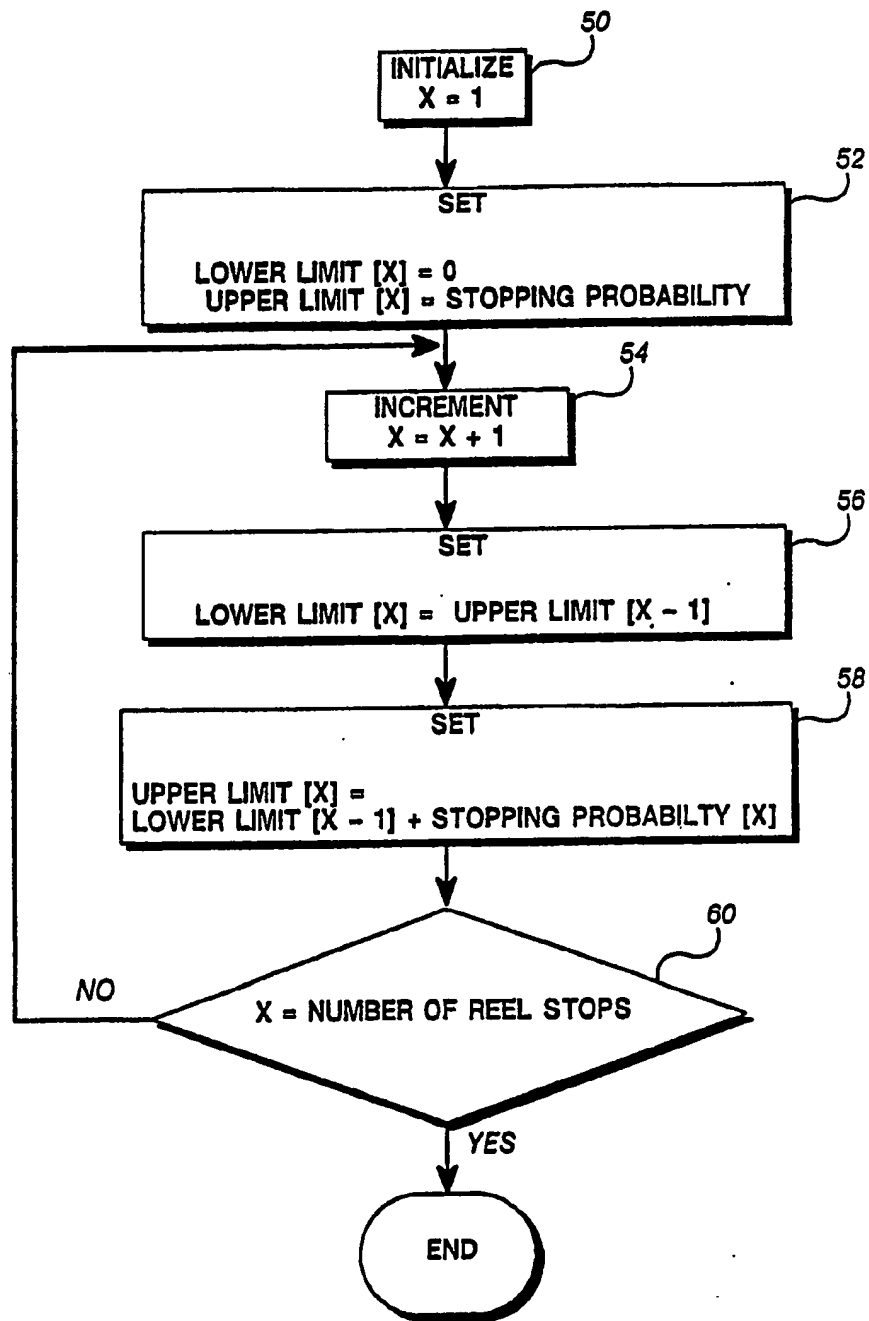 50
INITIALIZE
X = 1
52
SET
LOWER LIMIT [X] = 0
UPPER LIMIT [X] = STOPPING PROBABILITY
54
INCREMENT
X = X + 1
56
SET
LOWER LIMIT [X] = UPPER LIMIT [X - 1]
58
SET
UPPER LIMIT [X] =
LOWER LIMIT [X - 1] + STOPPING PROBABILTY [X]
60
X = NUMBER OF REEL STOPS
NO
YES
END